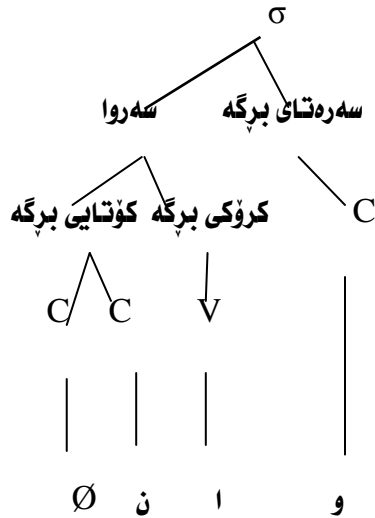 σ
سەرەتای بڕگە سەروا
C
کرۆکی بڕگە کۆتایی بڕگە
V C C
و ا ن Ø